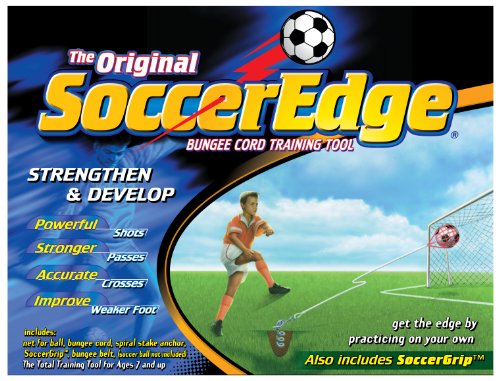 The Original
SoccerEdge®
BUNGEE CORD TRAINING TOOL
STRENGTHEN
& DEVELOP
Powerful Shots
Stronger Passes
Accurate Crosses
Improve Weaker Foot
includes:
net for ball, bungee cord, spiral stake anchor,
SoccerGrip™, bungee belt, (soccer ball not included)
The Total Training Tool for Ages 7 and up
get the edge by
practicing on your own
Also includes SoccerGrip™